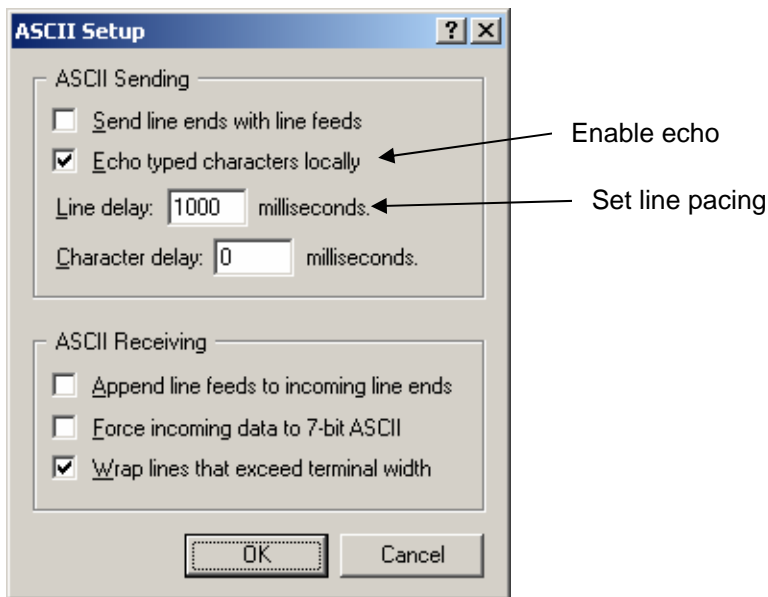 ASCII Setup
ASCII Sending
Send line ends with line feeds
Echo typed characters locally
Enable echo
Line delay: 1000 milliseconds.
Set line pacing
Character delay: 0 milliseconds.
ASCII Receiving
Append line feeds to incoming line ends
Force incoming data to 7-bit ASCII
Wrap lines that exceed terminal width
OK Cancel